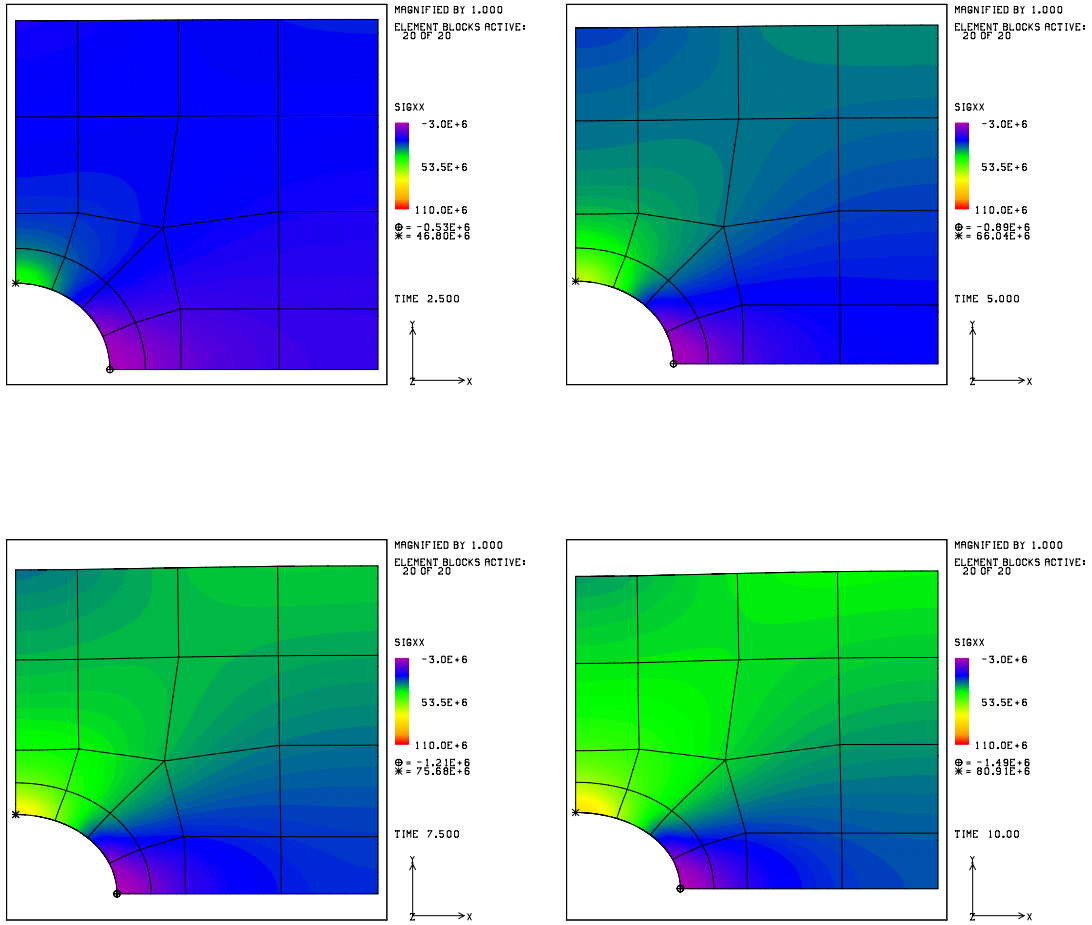 MAGNIFIED BY 1.000
ELEMENT BLOCKS ACTIVE:
20 OF 20
SIGXX
-3.0E+6
53.5E+6
110.0E+6
⊕ = -0.53E+6
✳ = 46.80E+6
TIME 2.500
Y
Z X
MAGNIFIED BY 1.000
ELEMENT BLOCKS ACTIVE:
20 OF 20
SIGXX
-3.0E+6
53.5E+6
110.0E+6
⊕ = -0.89E+6
✳ = 66.04E+6
TIME 5.000
Y
Z X
MAGNIFIED BY 1.000
ELEMENT BLOCKS ACTIVE:
20 OF 20
SIGXX
-3.0E+6
53.5E+6
110.0E+6
⊕ = -1.21E+6
✳ = 75.68E+6
TIME 7.500
Y
Z X
MAGNIFIED BY 1.000
ELEMENT BLOCKS ACTIVE:
20 OF 20
SIGXX
-3.0E+6
53.5E+6
110.0E+6
⊕ = -1.49E+6
✳ = 80.91E+6
TIME 10.00
Y
Z X